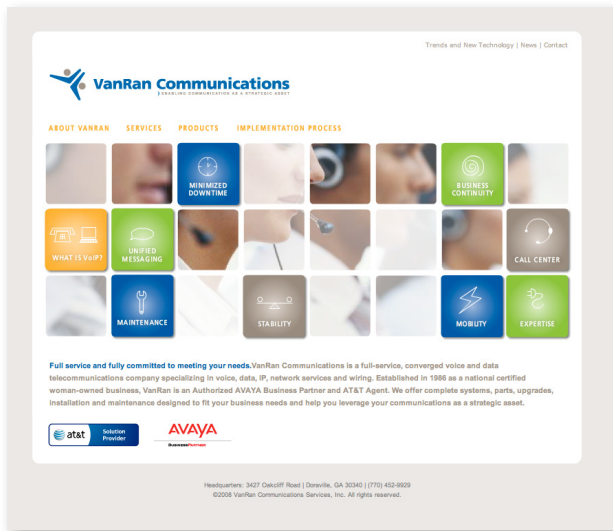 Trends and New Technology | News | Contact
VanRan Communications
ENABLING COMMUNICATION AS A STRATEGIC ASSET
ABOUT VANRAN SERVICES PRODUCTS IMPLEMENTATION PROCESS
MINIMIZED
DOWNTIME
BUSINESS
CONTINUITY
WHAT IS VoIP?
UNIFIED
MESSAGING
CALL CENTER
MAINTENANCE
STABILITY
MOBILITY
EXPERTISE
Full service and fully committed to meeting your needs.VanRan Communications is a full-service, converged voice and data
telecommunications company specializing in voice, data, IP, network services and wiring. Established in 1986 as a national certified
woman-owned business, VanRan is an Authorized AVAYA Business Partner and AT&T Agent. We offer complete systems, parts, upgrades,
installation and maintenance designed to fit your business needs and help you leverage your communications as a strategic asset.
at&t Solution
Provider
AVAYA
BusinessPartner
Headquarters: 3427 Oakcliff Road | Doraville, GA 30340 | (770) 452-9929
©2008 VanRan Communications Services, Inc. All rights reserved.